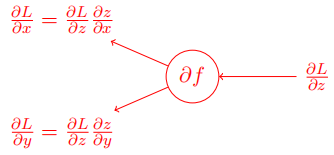 ∂L/∂x = ∂L/∂z ∂z/∂x
∂f
∂L/∂z
∂L/∂y = ∂L/∂z ∂z/∂y